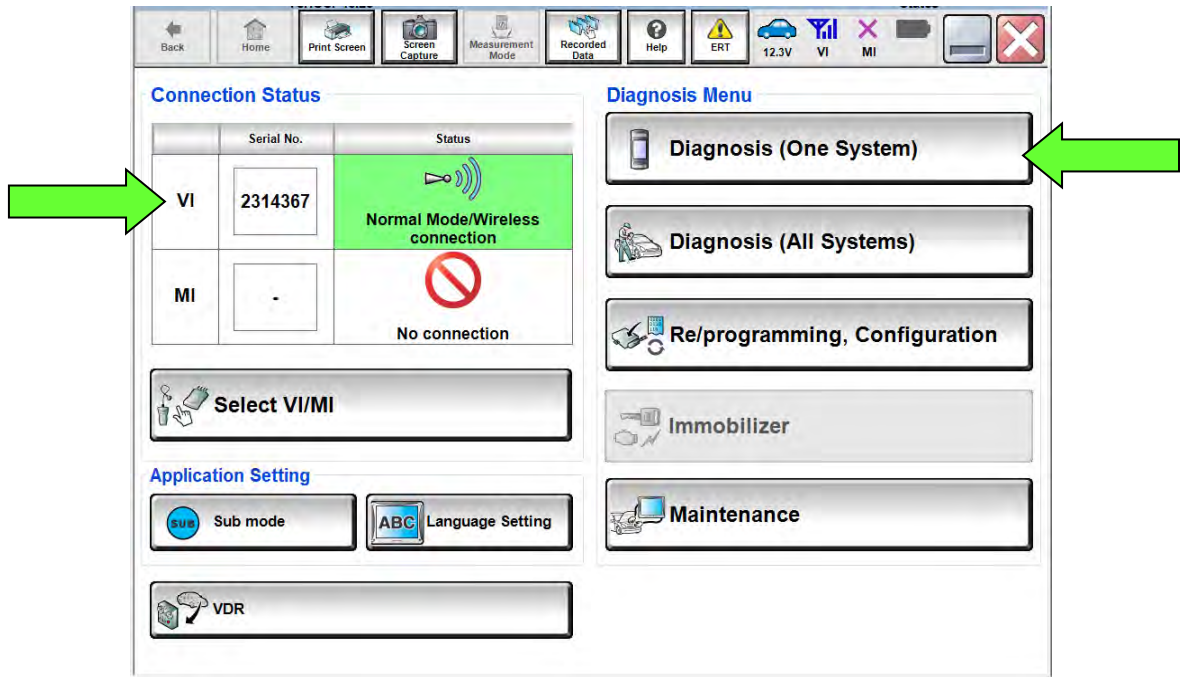 Back
Home
Print Screen
Screen
Capture
Measurement
Mode
Recorded
Data
Help
ERT
12.3V
VI
MI
Connection Status
Serial No.
Status
VI
2314367
Normal Mode/Wireless
connection
MI
-
No connection
Select VI/MI
Application Setting
SUB
Sub mode
ABC
Language Setting
VDR
Diagnosis Menu
Diagnosis (One System)
Diagnosis (All Systems)
Re/programming, Configuration
Immobilizer
Maintenance